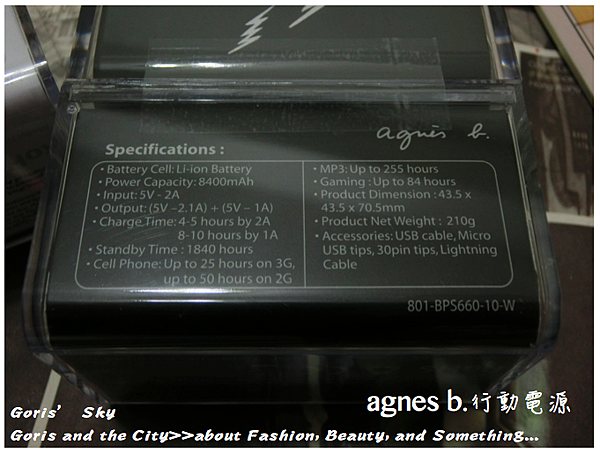 agnès b.
Specifications :
• Battery Cell: Li-ion Battery
• Power Capacity: 8400mAh
• Input: 5V - 2A
• Output: (5V –2.1A) + (5V – 1A)
• Charge Time: 4-5 hours by 2A
8-10 hours by 1A
• Standby Time : 1840 hours
• Cell Phone: Up to 25 hours on 3G,
up to 50 hours on 2G
• MP3: Up to 255 hours
• Gaming : Up to 84 hours
• Product Dimension : 43.5 x
43.5 x 70.5mm
• Product Net Weight : 210g
• Accessories: USB cable, Micro
USB tips, 30pin tips, Lightning
Cable
801-BPS660-10-W
agnes b.行動電源
Goris' Sky
Goris and the City>>about Fashion, Beauty, and Something...